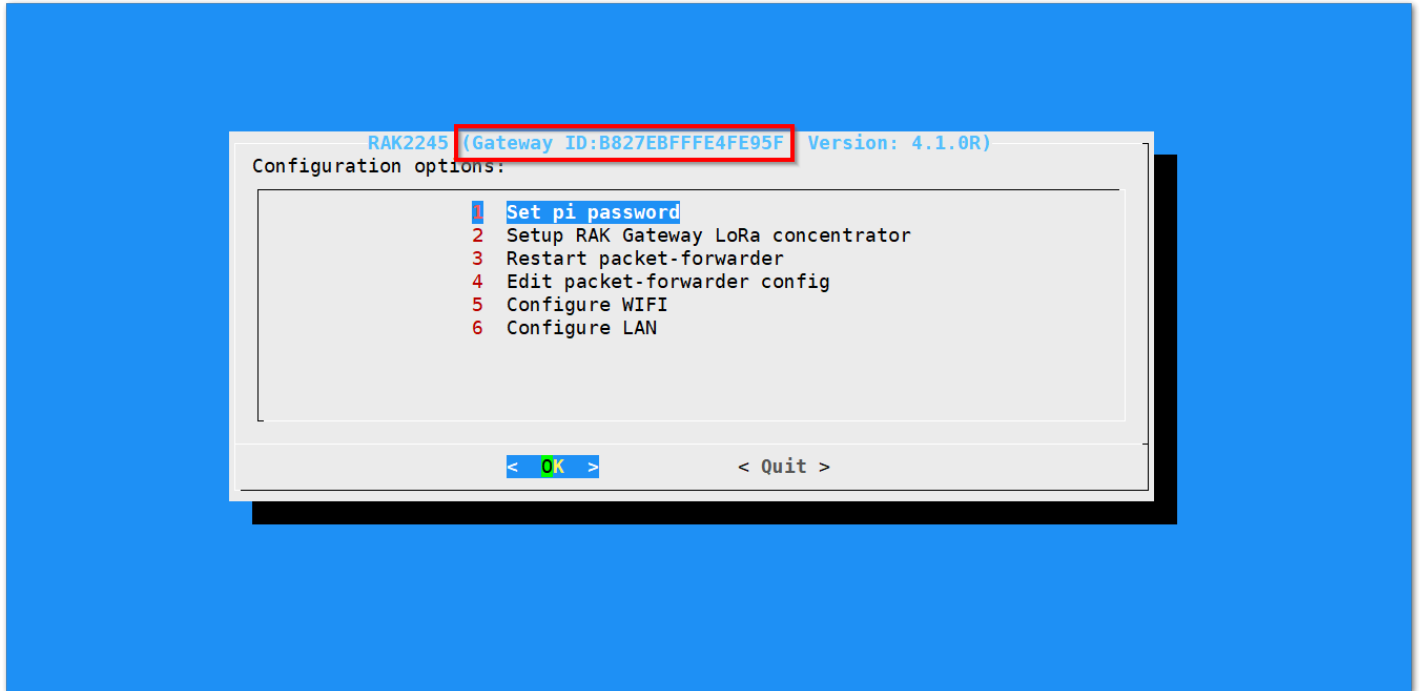 RAK2245 (Gateway ID:B827EBFFFE4FE95F Version: 4.1.0R)
Configuration options:
1 Set pi password
2 Setup RAK Gateway LoRa concentrator
3 Restart packet-forwarder
4 Edit packet-forwarder config
5 Configure WIFI
6 Configure LAN
< OK > < Quit >